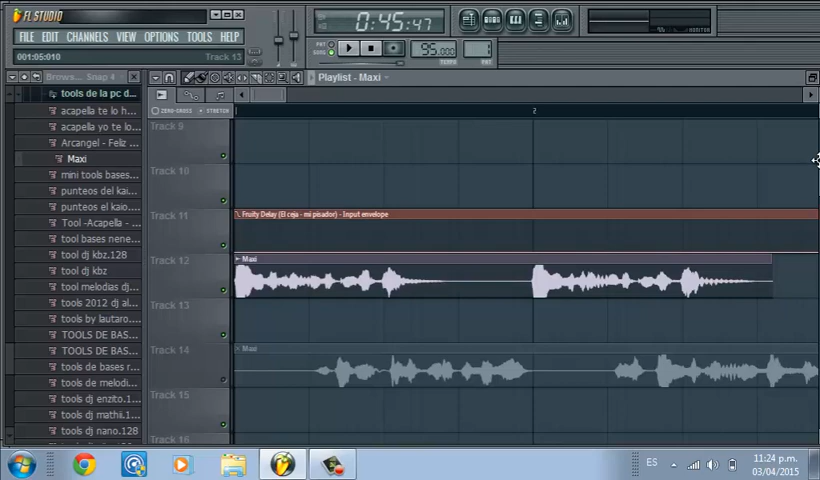 FL STUDIO
0:45:47
FILE EDIT CHANNELS VIEW OPTIONS TOOLS HELP
PAT
SONG
95.000
TEMPO
1
PAT
MONITOR
001:05:010
Track 13
Brows... Snap 4
Playlist - Maxi
tools de la pc d...
acapella te lo h...
acapella yo te lo...
Arcangel - Feliz
Maxi
mini tools bases...
punteos del kai...
punteos el kaio...
Tool -Acapella - ...
tool bases nene...
tool dj kbz.128
tool dj kbz
tool melodias dj...
tools 2012 dj al...
tools by lautaro...
TOOLS DE BAS...
TOOLS DE BAS...
tools de bases r...
tools de melodi...
tools dj enzito.1...
tools dj mathii.1...
tools dj nano.128
ZERO-CROSS
STRETCH
2
Track 9
Track 10
Track 11
Fruity Delay (El ceja - mi pisador) - Input envelope
Track 12
Maxi
Track 13
Track 14
Maxi
Track 15
Track 16
ES
11:24 p.m.
03/04/2015